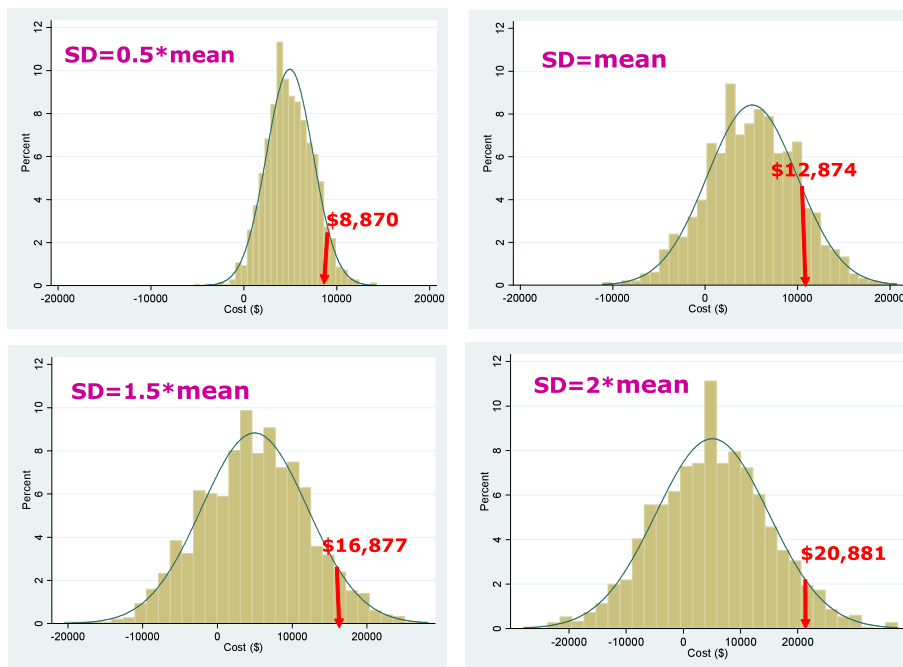 SD=0.5*mean
$8,870
Percent
0 2 4 6 8 10 12
-20000 -10000 0 10000 20000
Cost ($)
SD=mean
$12,874
Percent
0 2 4 6 8 10 12
-20000 -10000 0 10000 20000
Cost ($)
SD=1.5*mean
$16,877
Percent
0 2 4 6 8 10 12
-20000 -10000 0 10000 20000
Cost ($)
SD=2*mean
$20,881
Percent
0 2 4 6 8 10 12
-20000 -10000 0 10000 20000
Cost ($)